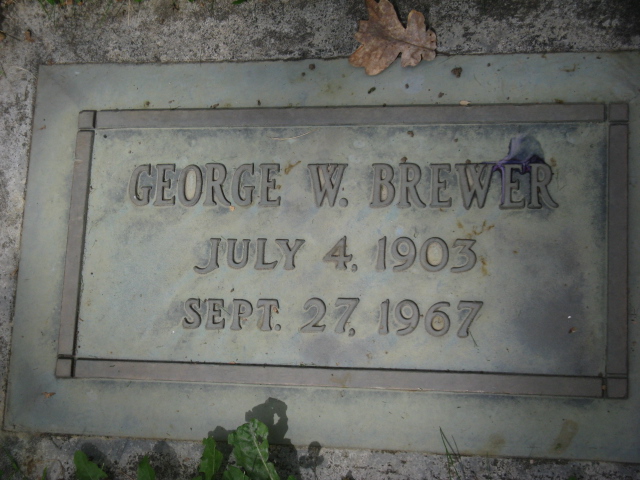 GEORGE W. BREWER
JULY 4, 1903
SEPT. 27, 1967